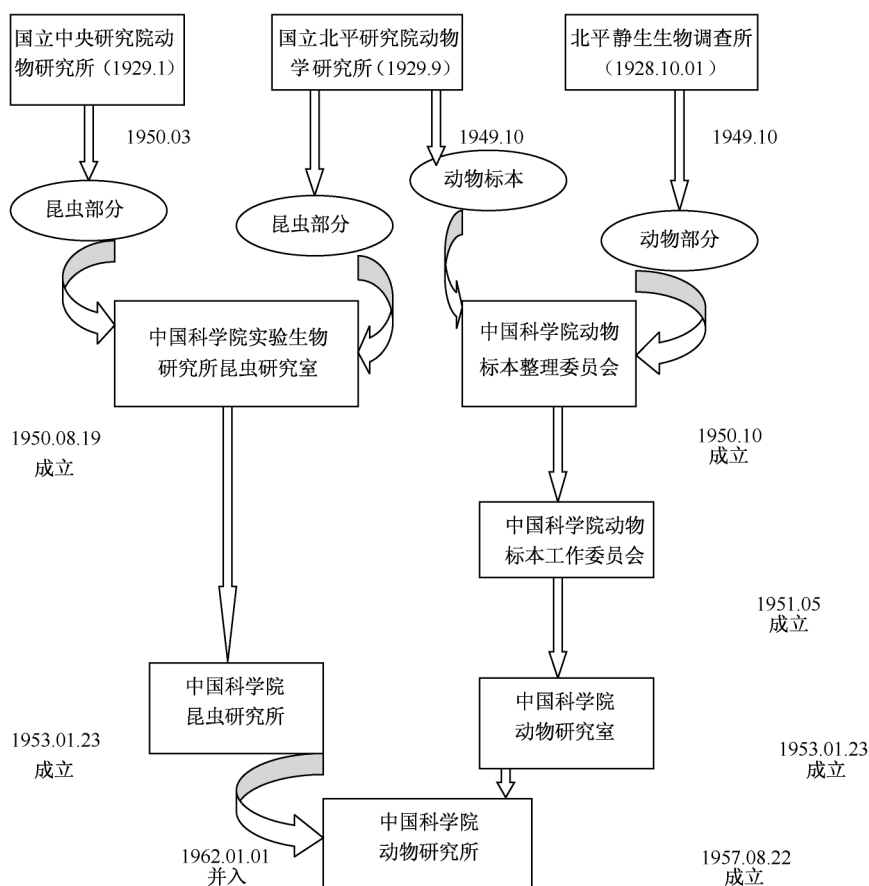 国立中央研究院动
物研究所（1929.1）
国立北平研究院动物
学研究所（1929.9）
北平静生生物调查所
（1928.10.01）
1950.03
1949.10
1949.10
昆虫部分
昆虫部分
动物标本
动物部分
中国科学院实验生物
研究所昆虫研究室
中国科学院动物
标本整理委员会
1950.08.19
成立
1950.10
成立
中国科学院动物
标本工作委员会
1951.05
成立
中国科学院
昆虫研究所
中国科学院
动物研究室
1953.01.23
成立
1953.01.23
成立
中国科学院
动物研究所
1962.01.01
并入
1957.08.22
成立